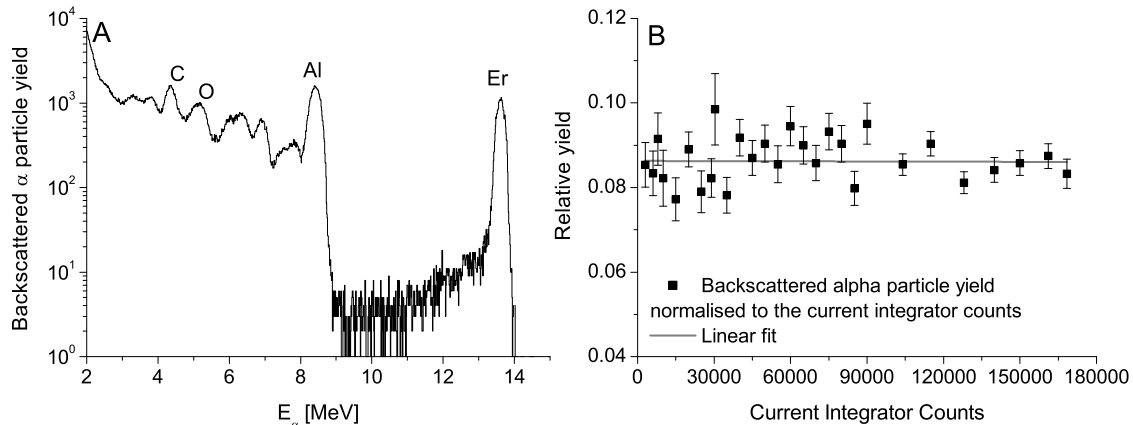 A
C
O
Al
Er
Backscattered α particle yield
10⁴
10³
10²
10¹
10⁰
2
4
6
8
10
12
14
Eα [MeV]
B
Relative yield
0.12
0.10
0.08
0.06
0.04
Backscattered alpha particle yield
normalised to the current integrator counts
Linear fit
0
30000
60000
90000
120000
150000
180000
Current Integrator Counts